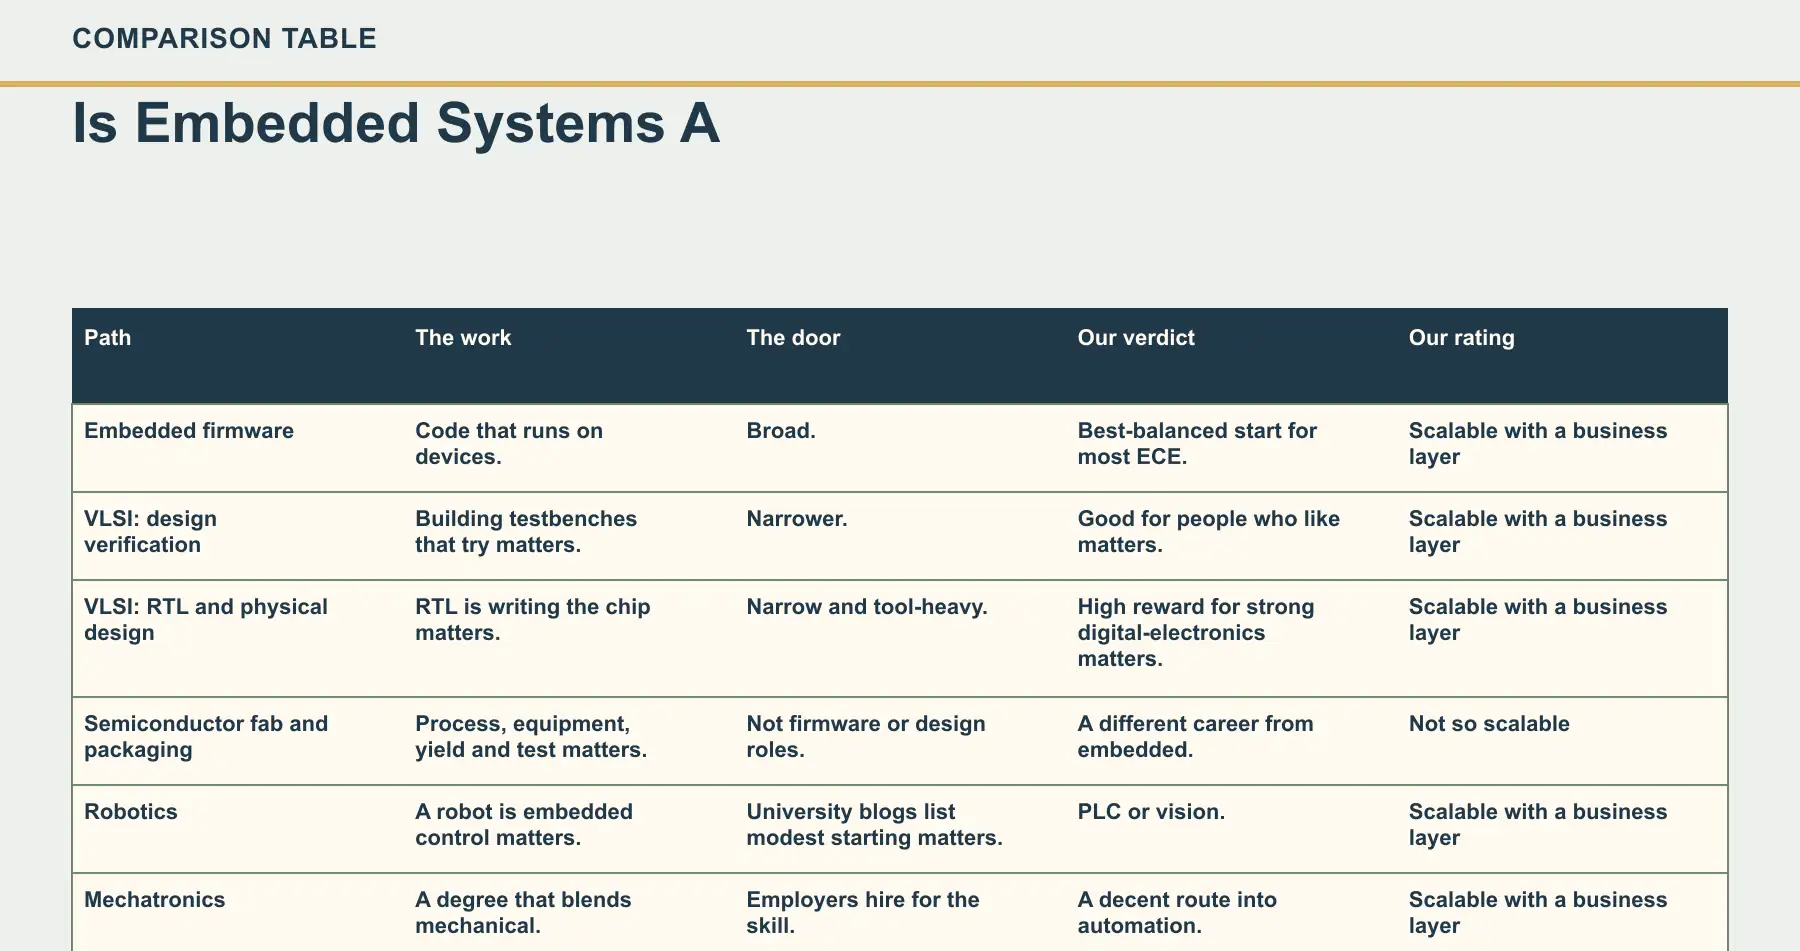 COMPARISON TABLE
Is Embedded Systems A
Path The work The door Our verdict Our rating
Embedded firmware Code that runs on devices. Broad. Best-balanced start for most ECE. Scalable with a business layer
VLSI: design verification Building testbenches that try matters. Narrower. Good for people who like matters. Scalable with a business layer
VLSI: RTL and physical design RTL is writing the chip matters. Narrow and tool-heavy. High reward for strong digital-electronics matters. Scalable with a business layer
Semiconductor fab and packaging Process, equipment, yield and test matters. Not firmware or design roles. A different career from embedded. Not so scalable
Robotics A robot is embedded control matters. University blogs list modest starting matters. PLC or vision. Scalable with a business layer
Mechatronics A degree that blends mechanical. Employers hire for the skill. A decent route into automation. Scalable with a business layer